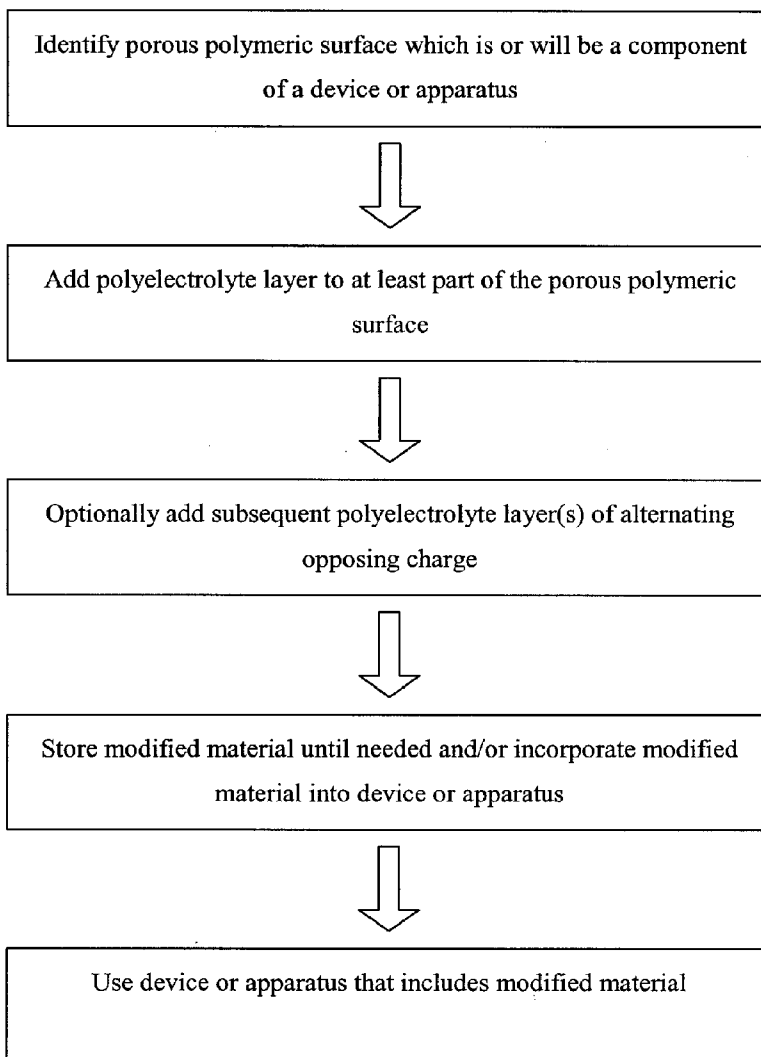 Identify porous polymeric surface which is or will be a component
of a device or apparatus
Add polyelectrolyte layer to at least part of the porous polymeric
surface
Optionally add subsequent polyelectrolyte layer(s) of alternating
opposing charge
Store modified material until needed and/or incorporate modified
material into device or apparatus
Use device or apparatus that includes modified material